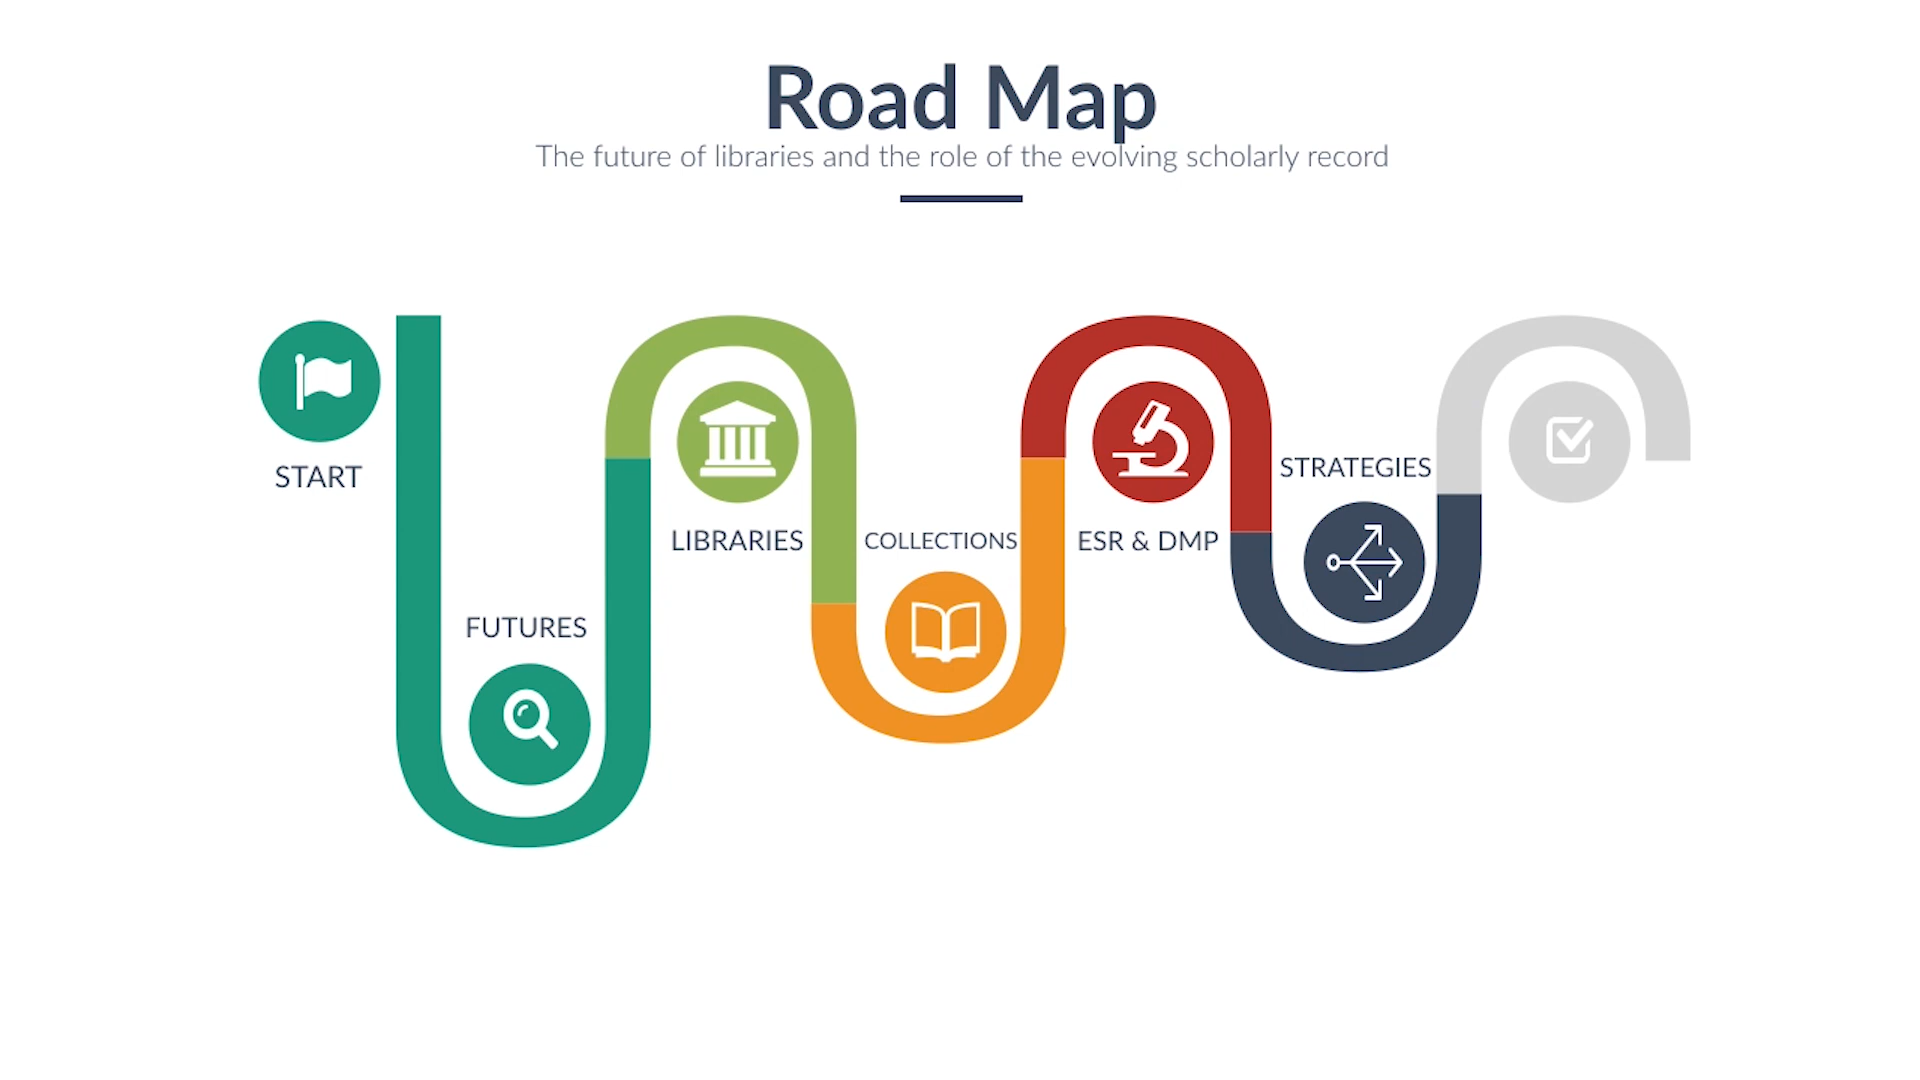 Road Map
The future of libraries and the role of the evolving scholarly record
START
FUTURES
LIBRARIES
COLLECTIONS
ESR & DMP
STRATEGIES